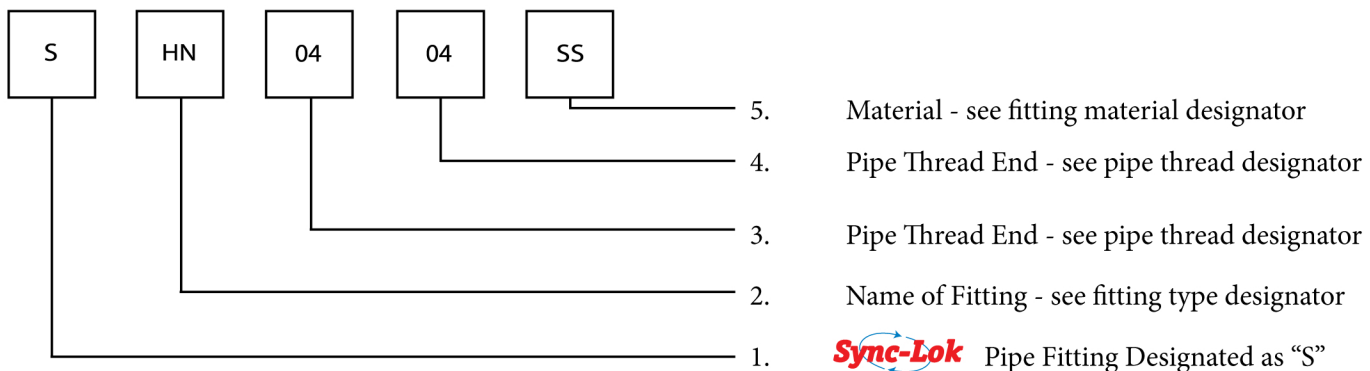 S HN 04 04 SS
5. Material - see fitting material designator
4. Pipe Thread End - see pipe thread designator
3. Pipe Thread End - see pipe thread designator
2. Name of Fitting - see fitting type designator
1. Sync-Lok Pipe Fitting Designated as “S”